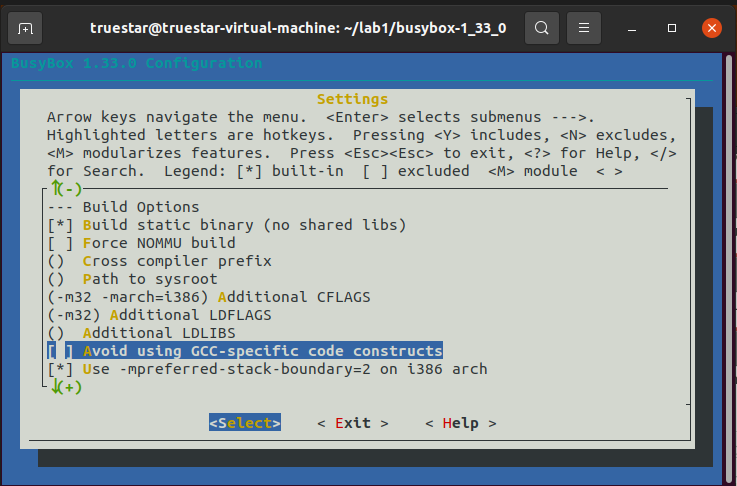 truestar@truestar-virtual-machine: ~/lab1/busybox-1_33_0
BusyBox 1.33.0 Configuration
Settings
Arrow keys navigate the menu.  <Enter> selects submenus --->.
Highlighted letters are hotkeys.  Pressing <Y> includes, <N> excludes,
<M> modularizes features.  Press <Esc><Esc> to exit, <?> for Help, </>
for Search.  Legend: [*] built-in  [ ] excluded  <M> module  < >
↑(-)
--- Build Options
[*] Build static binary (no shared libs)
[ ] Force NOMMU build
()  Cross compiler prefix
()  Path to sysroot
(-m32 -march=i386) Additional CFLAGS
(-m32) Additional LDFLAGS
()  Additional LDLIBS
[ ] Avoid using GCC-specific code constructs
[*] Use -mpreferred-stack-boundary=2 on i386 arch
↓(+)
<Select>    < Exit >    < Help >